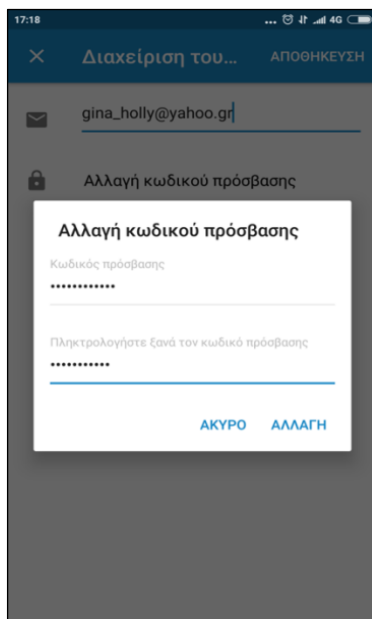 17:18
... 4G
Διαχείριση του... ΑΠΟΘΗΚΕΥΣΗ
gina_holly@yahoo.gr
Αλλαγή κωδικού πρόσβασης
Αλλαγή κωδικού πρόσβασης
Κωδικός πρόσβασης
••••••••••••
Πληκτρολογήστε ξανά τον κωδικό πρόσβασης
•••••••••••
ΑΚΥΡΟ ΑΛΛΑΓΗ